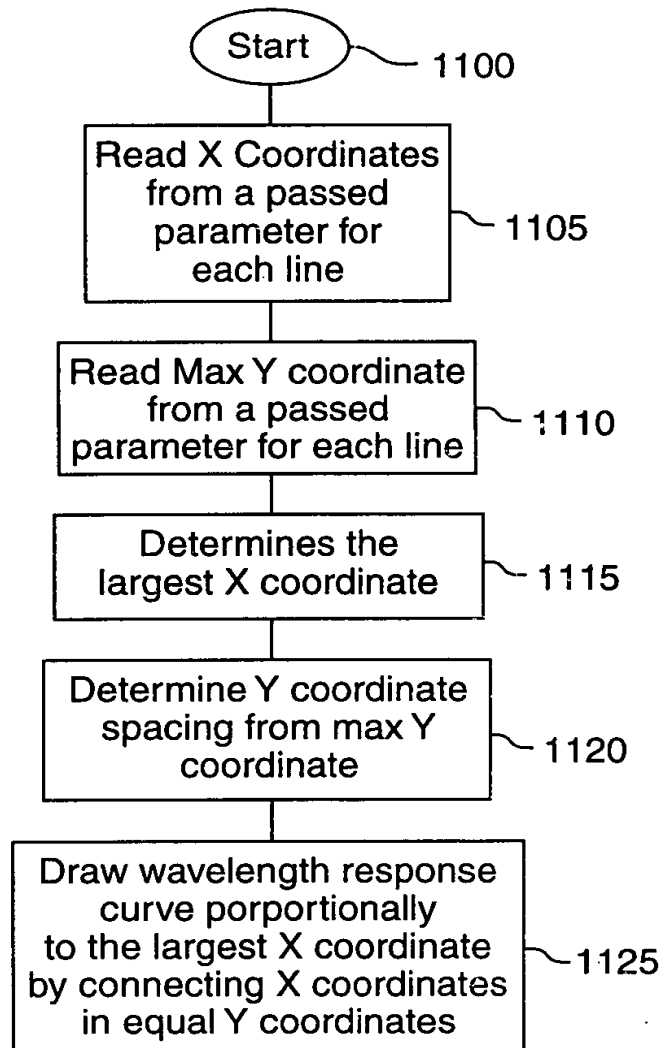 Start
1100
Read X Coordinates
from a passed
parameter for
each line
1105
Read Max Y coordinate
from a passed
parameter for each line
1110
Determines the
largest X coordinate
1115
Determine Y coordinate
spacing from max Y
coordinate
1120
Draw wavelength response
curve porportionally
to the largest X coordinate
by connecting X coordinates
in equal Y coordinates
1125